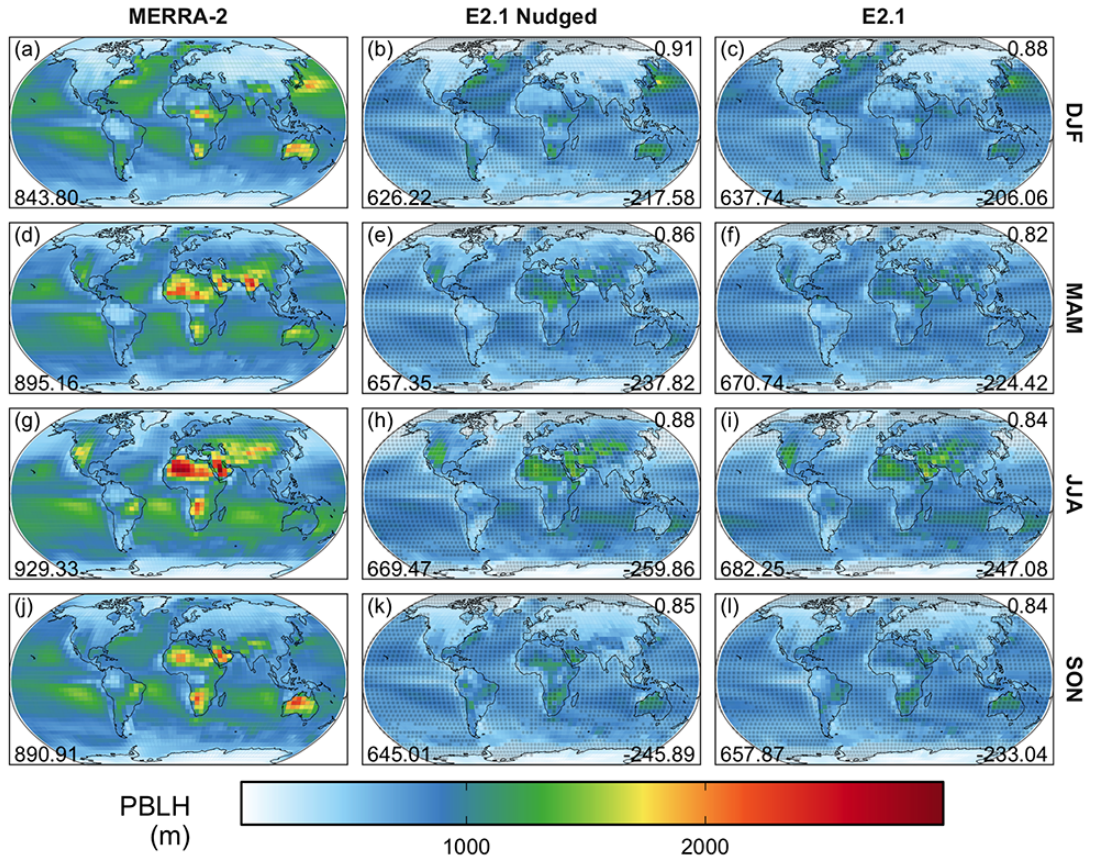 MERRA-2 E2.1 Nudged E2.1
(a) (b) 0.91 (c) 0.88
DJF
843.80 626.22 -217.58 637.74 -206.06
(d) (e) 0.86 (f) 0.82
MAM
895.16 657.35 -237.82 670.74 -224.42
(g) (h) 0.88 (i) 0.84
JJA
929.33 669.47 -259.86 682.25 -247.08
(j) (k) 0.85 (l) 0.84
SON
890.91 645.01 -245.89 657.87 -233.04
PBLH
(m)
1000 2000